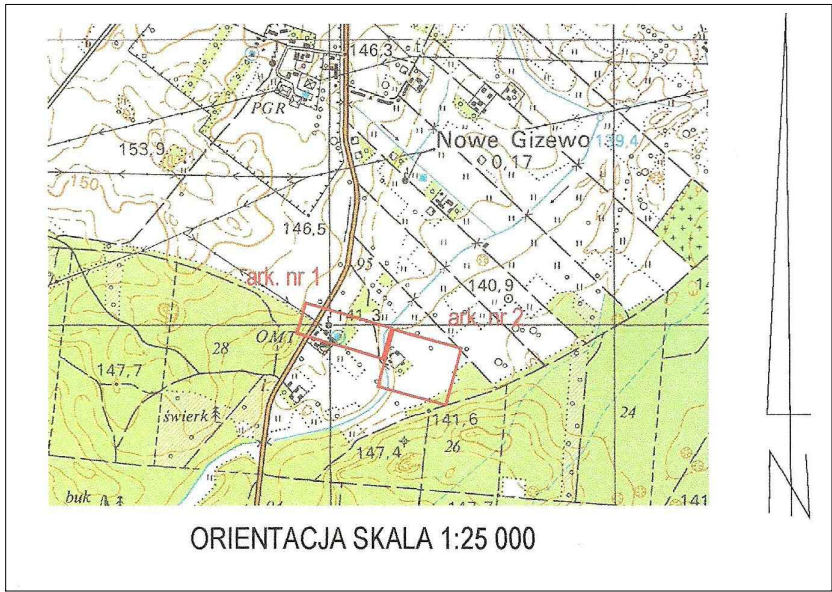 146,3
PGR
Nowe Gizewo
139,4
0,17
153,9
150
146,5
95
ark. nr 1
140,9
141,3
ark. nr 2
OMT
28
147,7
świerk
24
141,6
26
147,4
buk
141
ORIENTACJA SKALA 1:25 000
N